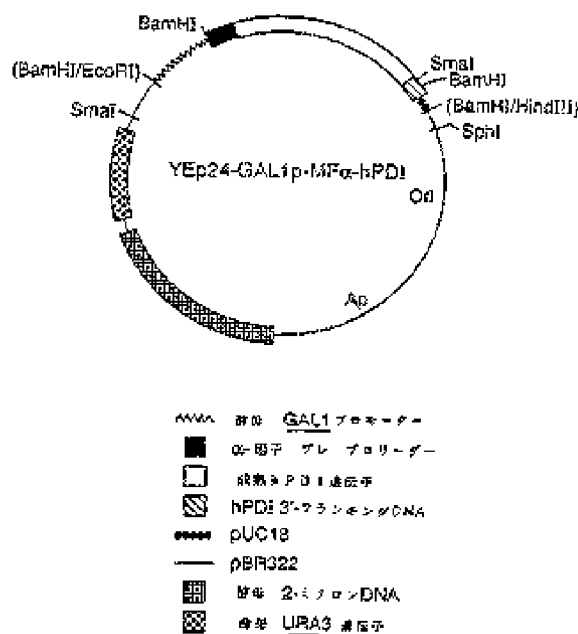 BamHI
SmaI
BamHI
(BamHI/EcoRI)
(BamHI/HindIII)
SmaI
SphI
YEp24-GAL1p-MFα-hPDI
Ori
Ap
酵母 GAL1 プロモーター
α-因子 プレ プロリーダー
成熟hPDI遺伝子
hPDI 3'-フランキングDNA
pUC18
pBR322
酵母 2-ミクロンDNA
酵母 URA3 遺伝子